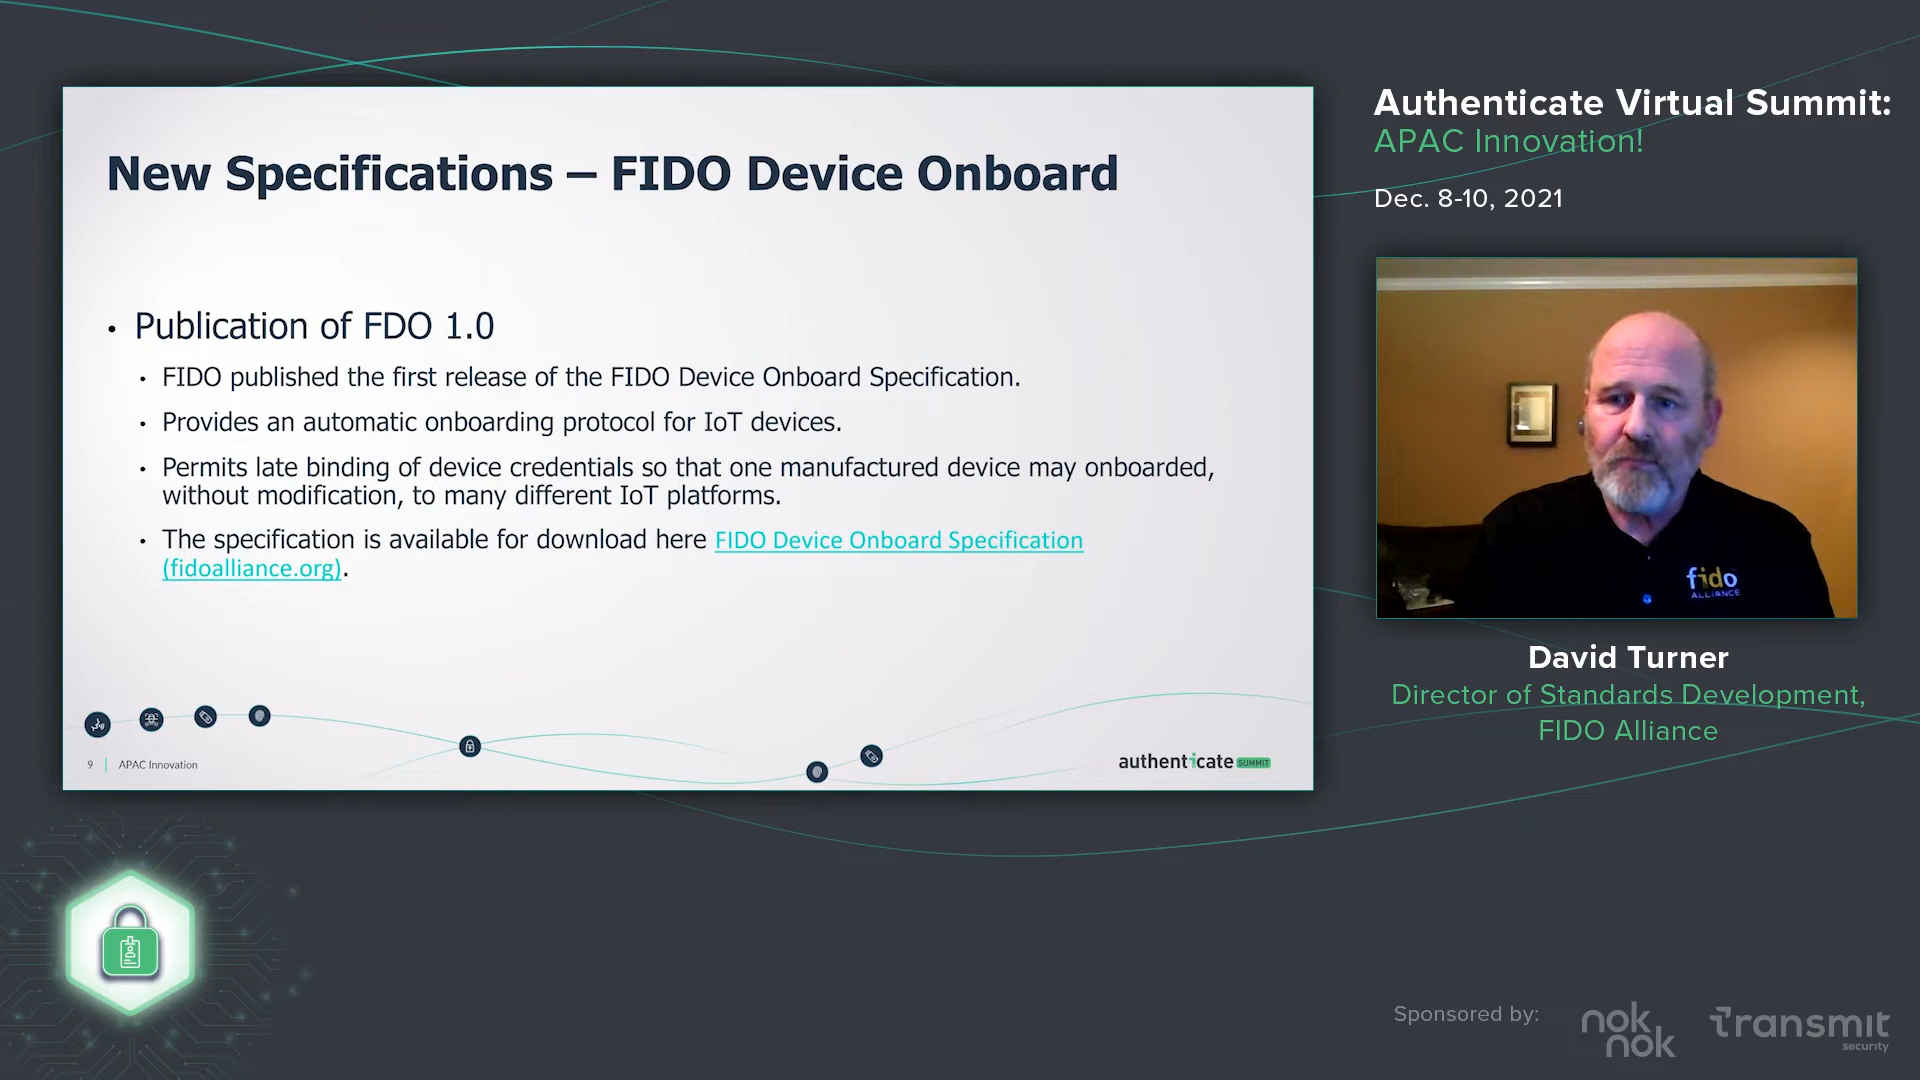 Authenticate Virtual Summit:
APAC Innovation!
Dec. 8-10, 2021
New Specifications – FIDO Device Onboard
• Publication of FDO 1.0
• FIDO published the first release of the FIDO Device Onboard Specification.
• Provides an automatic onboarding protocol for IoT devices.
• Permits late binding of device credentials so that one manufactured device may onboarded,
without modification, to many different IoT platforms.
• The specification is available for download here FIDO Device Onboard Specification
(fidoalliance.org).
9 | APAC Innovation
authenticate SUMMIT
fido
ALLIANCE
David Turner
Director of Standards Development,
FIDO Alliance
Sponsored by:
nok
nok
Transmit
security